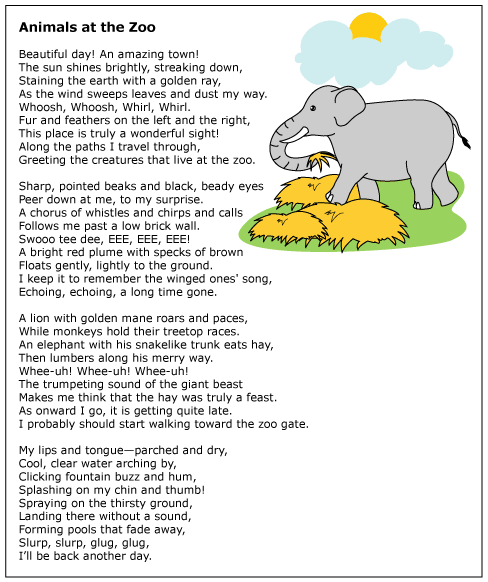 Animals at the Zoo
Beautiful day! An amazing town!
The sun shines brightly, streaking down,
Staining the earth with a golden ray,
As the wind sweeps leaves and dust my way.
Whoosh, Whoosh, Whirl, Whirl.
Fur and feathers on the left and the right,
This place is truly a wonderful sight!
Along the paths I travel through,
Greeting the creatures that live at the zoo.
Sharp, pointed beaks and black, beady eyes
Peer down at me, to my surprise.
A chorus of whistles and chirps and calls
Follows me past a low brick wall.
Swooo tee dee, EEE, EEE, EEE!
A bright red plume with specks of brown
Floats gently, lightly to the ground.
I keep it to remember the winged ones' song,
Echoing, echoing, a long time gone.
A lion with golden mane roars and paces,
While monkeys hold their treetop races.
An elephant with his snakelike trunk eats hay,
Then lumbers along his merry way.
Whee-uh! Whee-uh! Whee-uh!
The trumpeting sound of the giant beast
Makes me think that the hay was truly a feast.
As onward I go, it is getting quite late.
I probably should start walking toward the zoo gate.
My lips and tongue—parched and dry,
Cool, clear water arching by,
Clicking fountain buzz and hum,
Splashing on my chin and thumb!
Spraying on the thirsty ground,
Landing there without a sound,
Forming pools that fade away,
Slurp, slurp, glug, glug,
I'll be back another day.